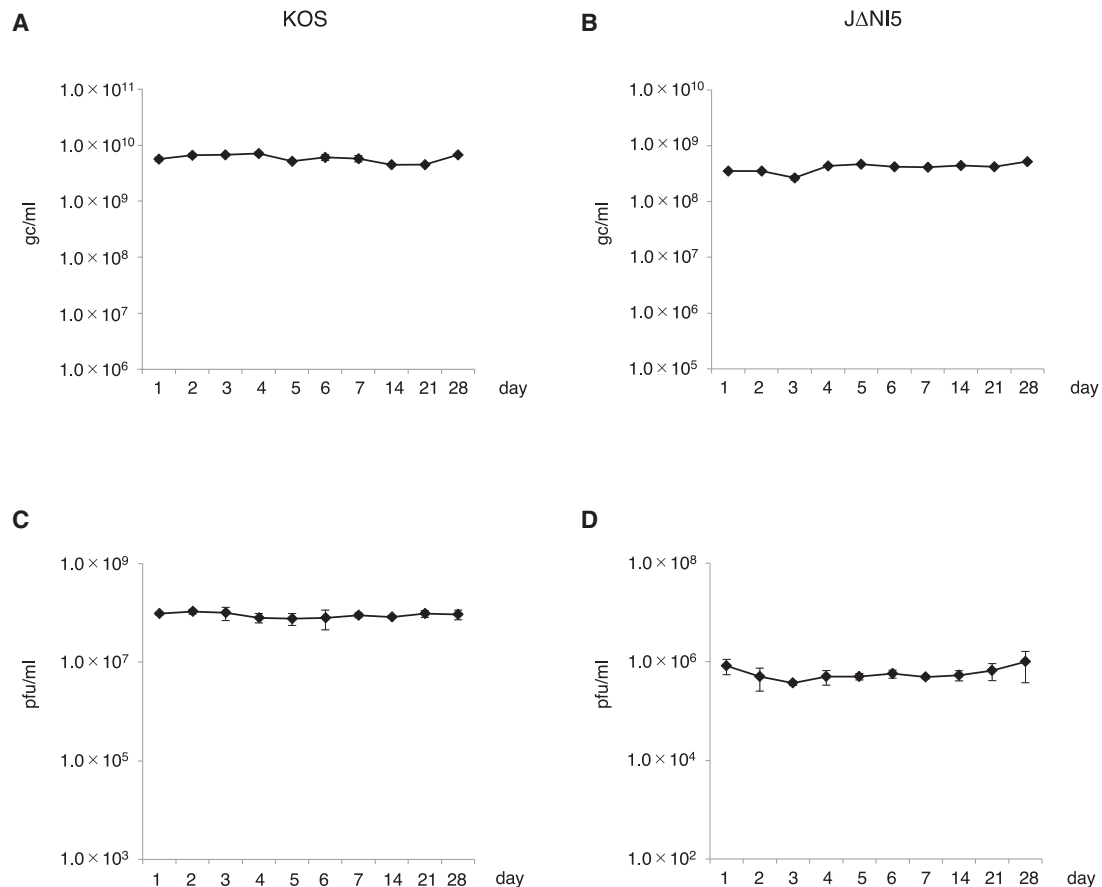 A
KOS
1.0 × 10¹¹
1.0 × 10¹⁰
1.0 × 10⁹
1.0 × 10⁸
1.0 × 10⁷
1.0 × 10⁶
gc/ml
1 2 3 4 5 6 7 14 21 28 day
B
JΔNI5
1.0 × 10¹⁰
1.0 × 10⁹
1.0 × 10⁸
1.0 × 10⁷
1.0 × 10⁶
1.0 × 10⁵
gc/ml
1 2 3 4 5 6 7 14 21 28 day
C
1.0 × 10⁹
1.0 × 10⁷
1.0 × 10⁵
1.0 × 10³
pfu/ml
1 2 3 4 5 6 7 14 21 28 day
D
1.0 × 10⁸
1.0 × 10⁶
1.0 × 10⁴
1.0 × 10²
pfu/ml
1 2 3 4 5 6 7 14 21 28 day